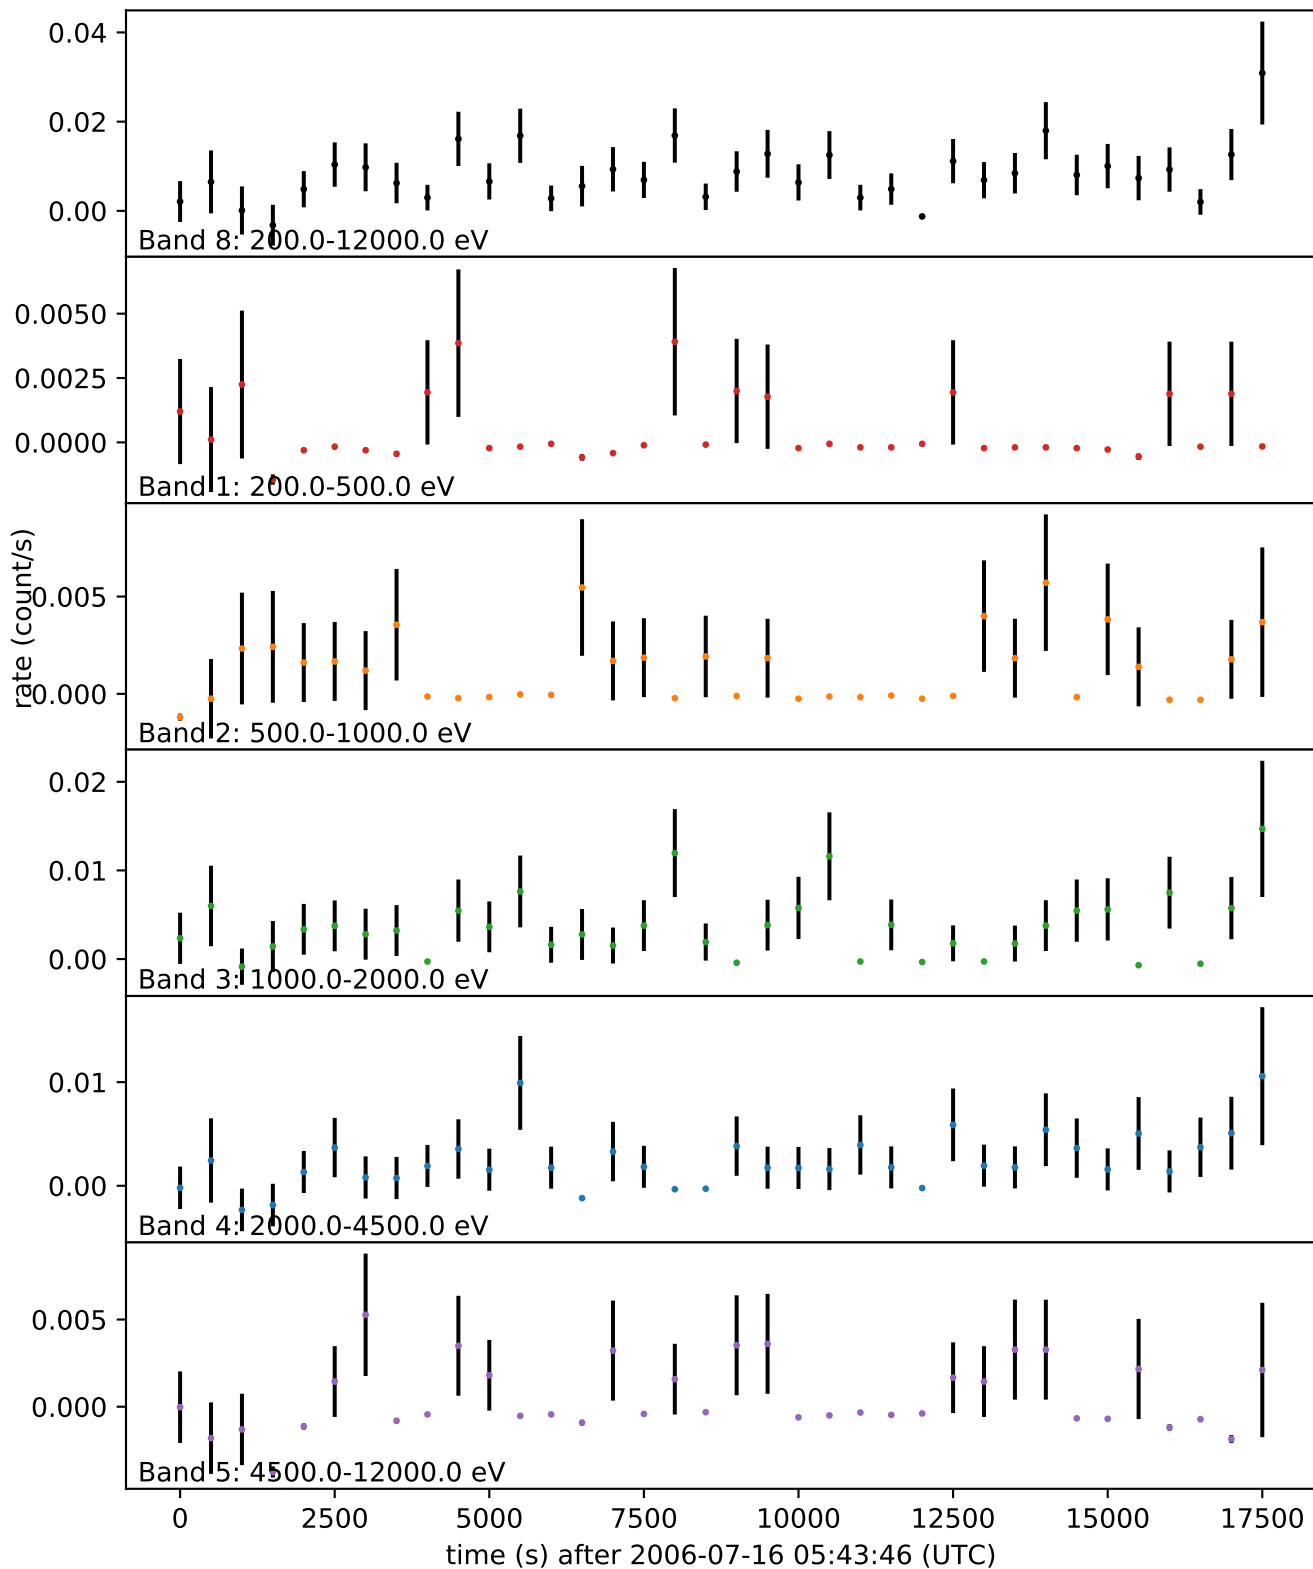 0.04
0.02
0.00
Band 8: 200.0-12000.0 eV
0.0050
0.0025
0.0000
Band 1: 200.0-500.0 eV
rate (count/s)
0.005
0.000
Band 2: 500.0-1000.0 eV
0.02
0.01
0.00
Band 3: 1000.0-2000.0 eV
0.01
0.00
Band 4: 2000.0-4500.0 eV
0.005
0.000
Band 5: 4500.0-12000.0 eV
0 2500 5000 7500 10000 12500 15000 17500
time (s) after 2006-07-16 05:43:46 (UTC)